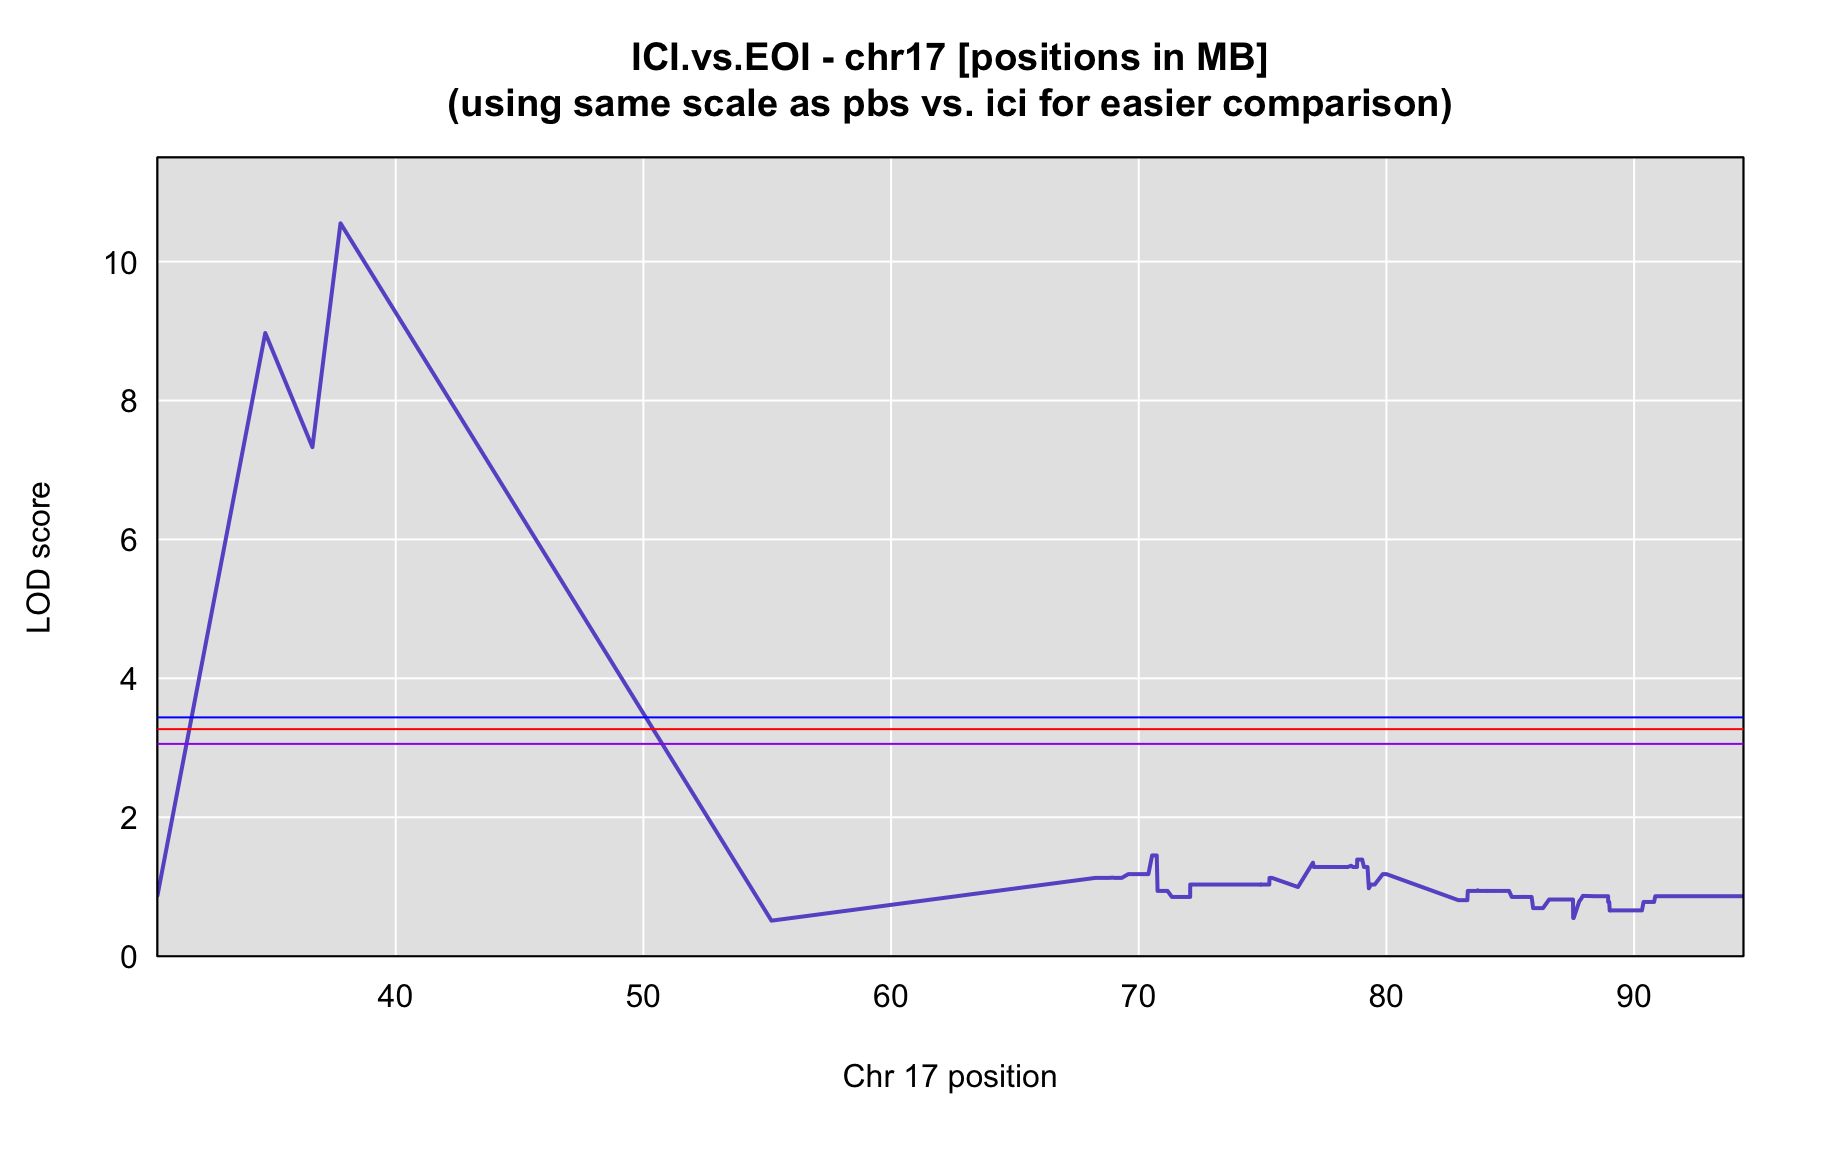 ICI.vs.EOI - chr17 [positions in MB]
(using same scale as pbs vs. ici for easier comparison)
LOD score
10
8
6
4
2
0
40 50 60 70 80 90
Chr 17 position